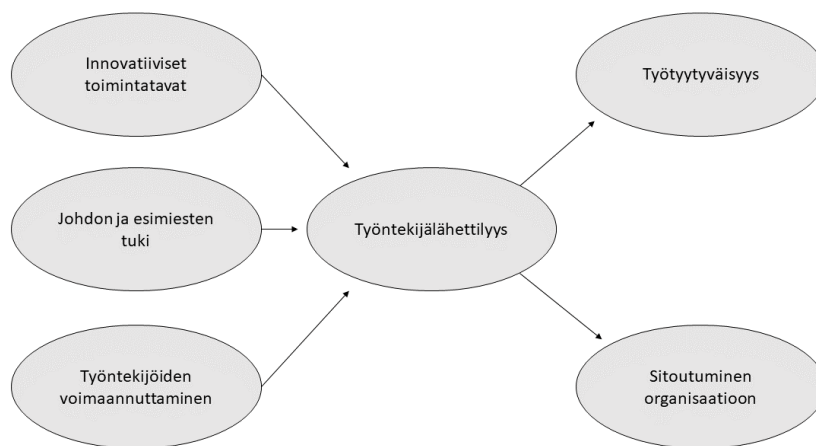 Innovatiiviset
toimintatavat
Työtyytyväisyys
Johdon ja esimiesten
tuki
Työntekijälähettilyys
Työntekijöiden
voimaannuttaminen
Sitoutuminen
organisaatioon